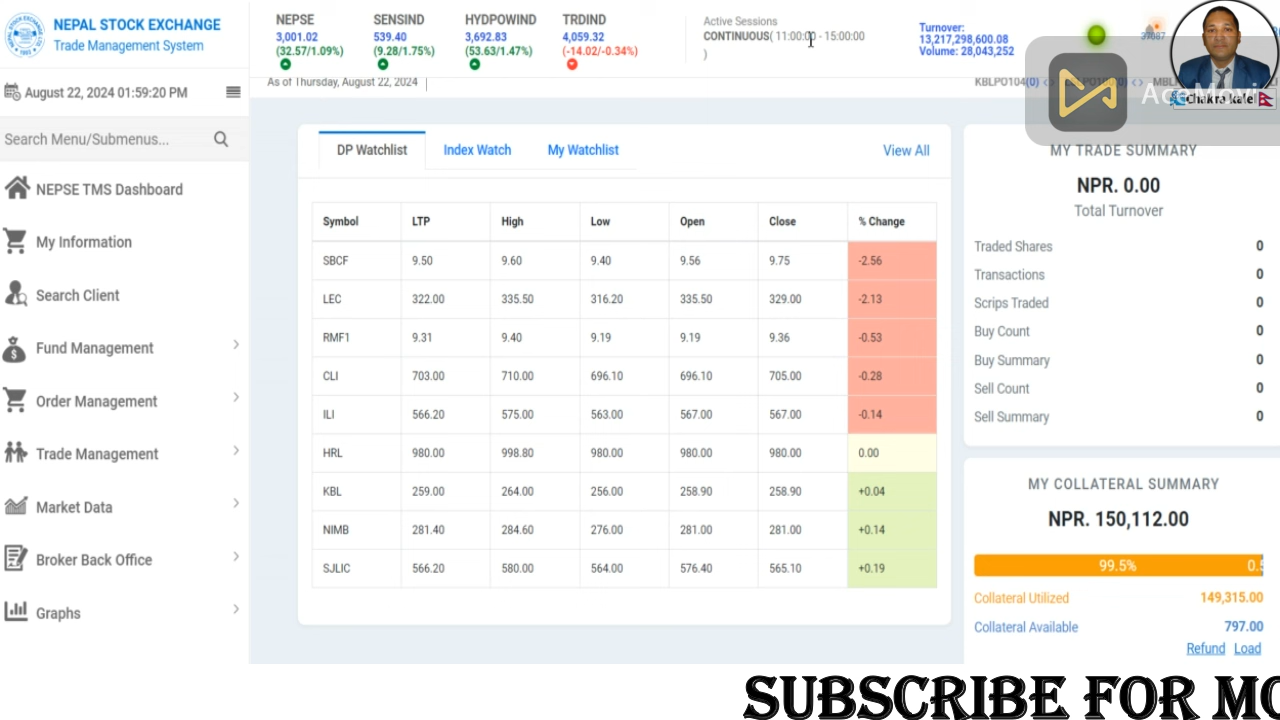 NEPAL STOCK EXCHANGE
Trade Management System
NEPSE SENSIND HYDPOWIND TRDIND
3,001.02 539.40 3,692.83 4,059.32
(32.57/1.09%) (9.28/1.75%) (53.63/1.47%) (-14.02/-0.34%)
Active Sessions
CONTINUOUS( 11:00:00 - 15:00:00
)
Turnover:
13,217,298,600.08
Volume: 28,043,252
37087
As of Thursday, August 22, 2024
KBLPO104(0)
August 22, 2024 01:59:20 PM
Chakra Kafel
Search Menu/Submenus...
NEPSE TMS Dashboard
My Information
Search Client
Fund Management
Order Management
Trade Management
Market Data
Broker Back Office
Graphs
DP Watchlist Index Watch My Watchlist View All
Symbol LTP High Low Open Close % Change
SBCF 9.50 9.60 9.40 9.56 9.75 -2.56
LEC 322.00 335.50 316.20 335.50 329.00 -2.13
RMF1 9.31 9.40 9.19 9.19 9.36 -0.53
CLI 703.00 710.00 696.10 696.10 705.00 -0.28
ILI 566.20 575.00 563.00 567.00 567.00 -0.14
HRL 980.00 998.80 980.00 980.00 980.00 0.00
KBL 259.00 264.00 256.00 258.90 258.90 +0.04
NIMB 281.40 284.60 276.00 281.00 281.00 +0.14
SJLIC 566.20 580.00 564.00 576.40 565.10 +0.19
MY TRADE SUMMARY
NPR. 0.00
Total Turnover
Traded Shares 0
Transactions 0
Scrips Traded 0
Buy Count 0
Buy Summary 0
Sell Count 0
Sell Summary 0
MY COLLATERAL SUMMARY
NPR. 150,112.00
99.5% 0.5
Collateral Utilized 149,315.00
Collateral Available 797.00
Refund Load
SUBSCRIBE FOR MO